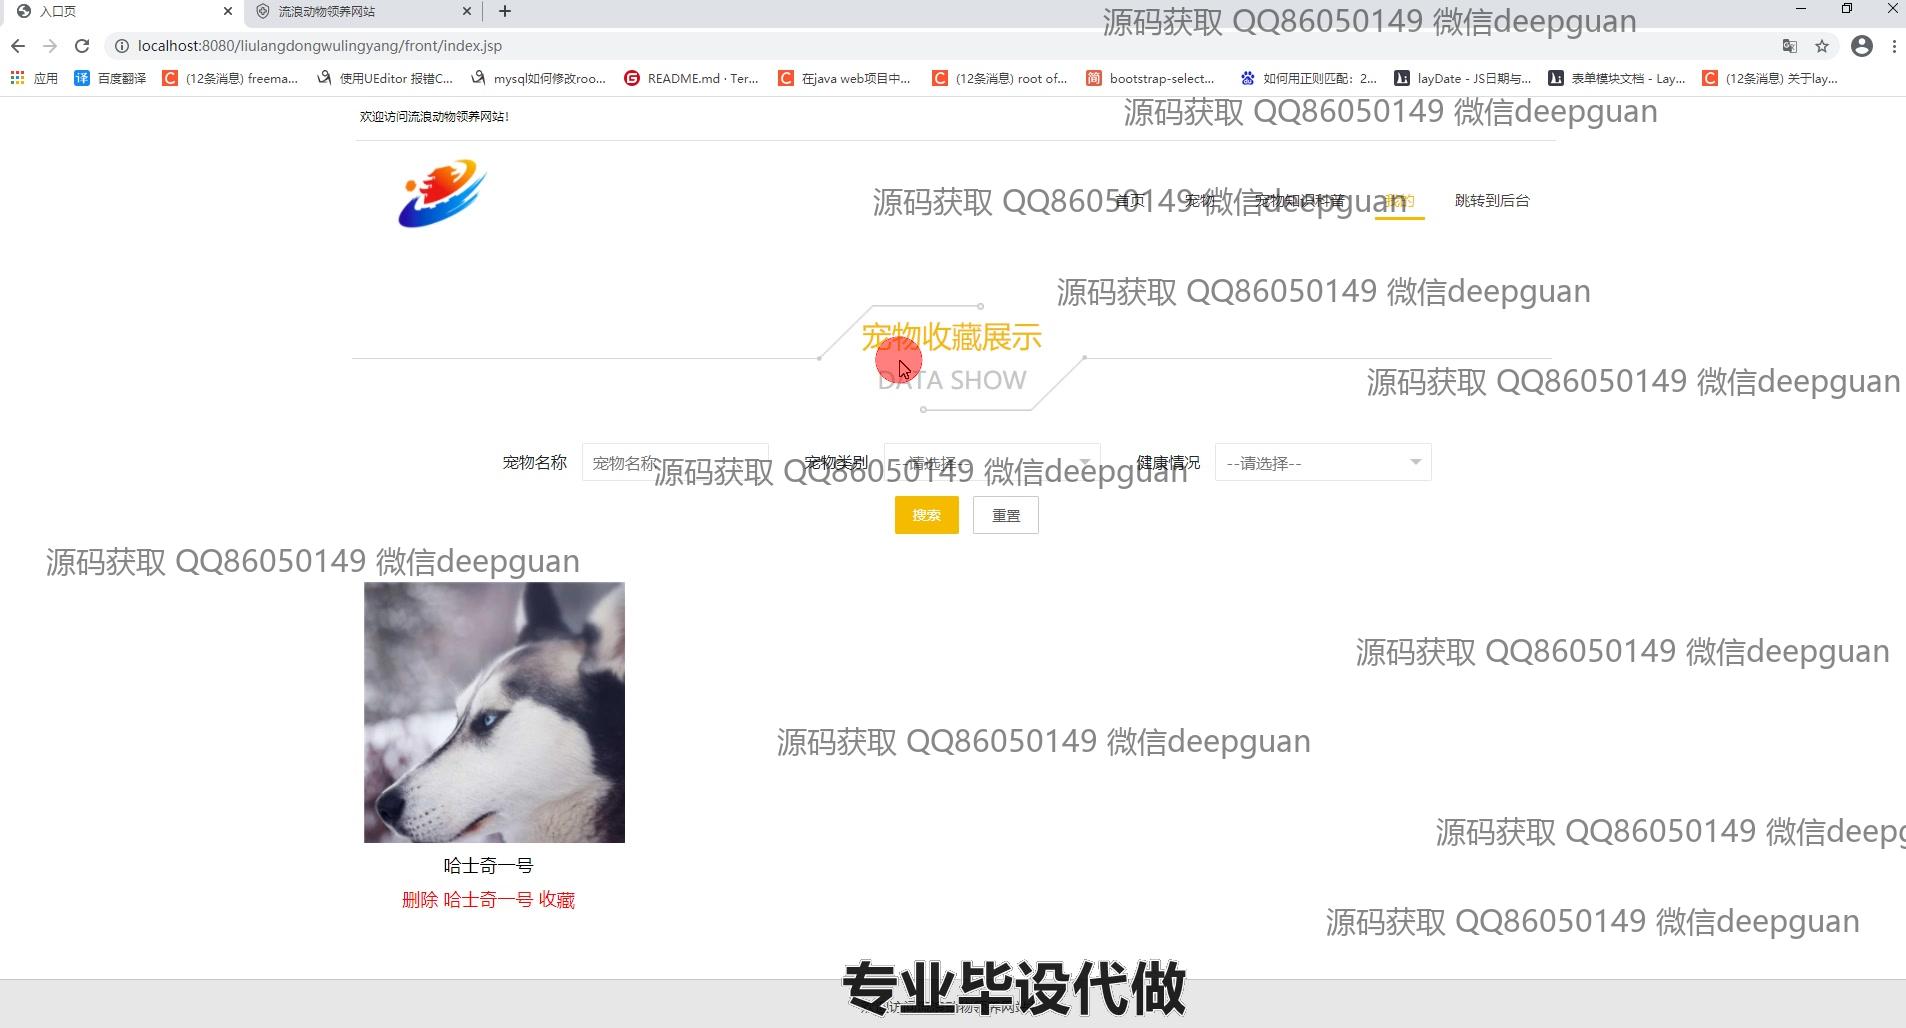 入口页
流浪动物领养网站
源码获取 QQ86050149 微信deepguan
localhost:8080/liulangdongwulingyang/front/index.jsp
应用
百度翻译
(12条消息) freema...
使用UEditor 报错C...
mysql如何修改roo...
README.md · Ter...
在java web项目中...
(12条消息) root of...
bootstrap-select...
如何用正则匹配：2...
layDate - JS日期与...
表单模块文档 - Lay...
(12条消息) 关于lay...
欢迎访问流浪动物领养网站!
源码获取 QQ86050149 微信deepguan
首页 宠物 宠物知识科普 我的 跳转到后台
源码获取 QQ86050149 微信deepguan
源码获取 QQ86050149 微信deepguan
宠物收藏展示
DATA SHOW
源码获取 QQ86050149 微信deepguan
宠物名称 宠物名称 宠物类别 --请选择-- 健康情况 --请选择--
源码获取 QQ86050149 微信deepguan
搜索 重置
源码获取 QQ86050149 微信deepguan
源码获取 QQ86050149 微信deepguan
源码获取 QQ86050149 微信deepguan
源码获取 QQ86050149 微信deep
哈士奇一号
删除 哈士奇一号 收藏
源码获取 QQ86050149 微信deepguan
专业毕设代做